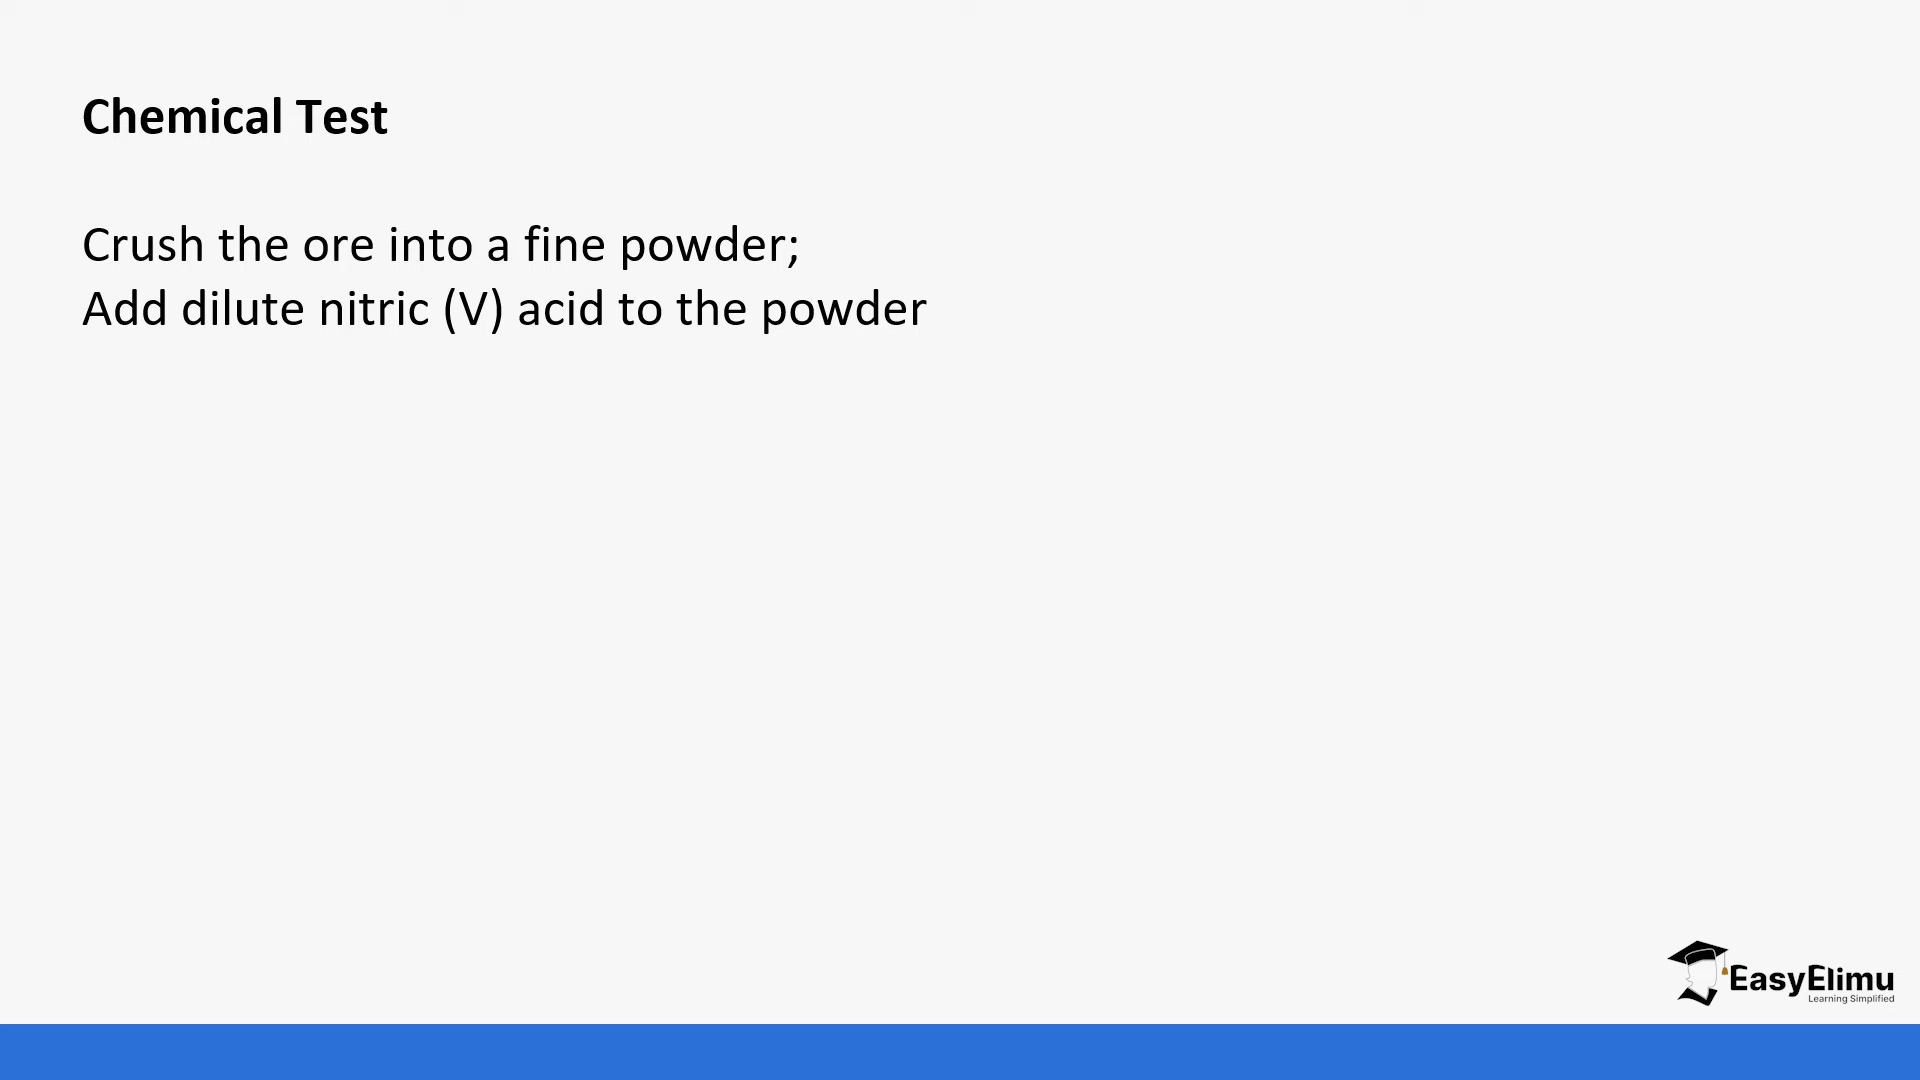 Chemical Test
Crush the ore into a fine powder;
Add dilute nitric (V) acid to the powder
EasyElimu
Learning Simplified